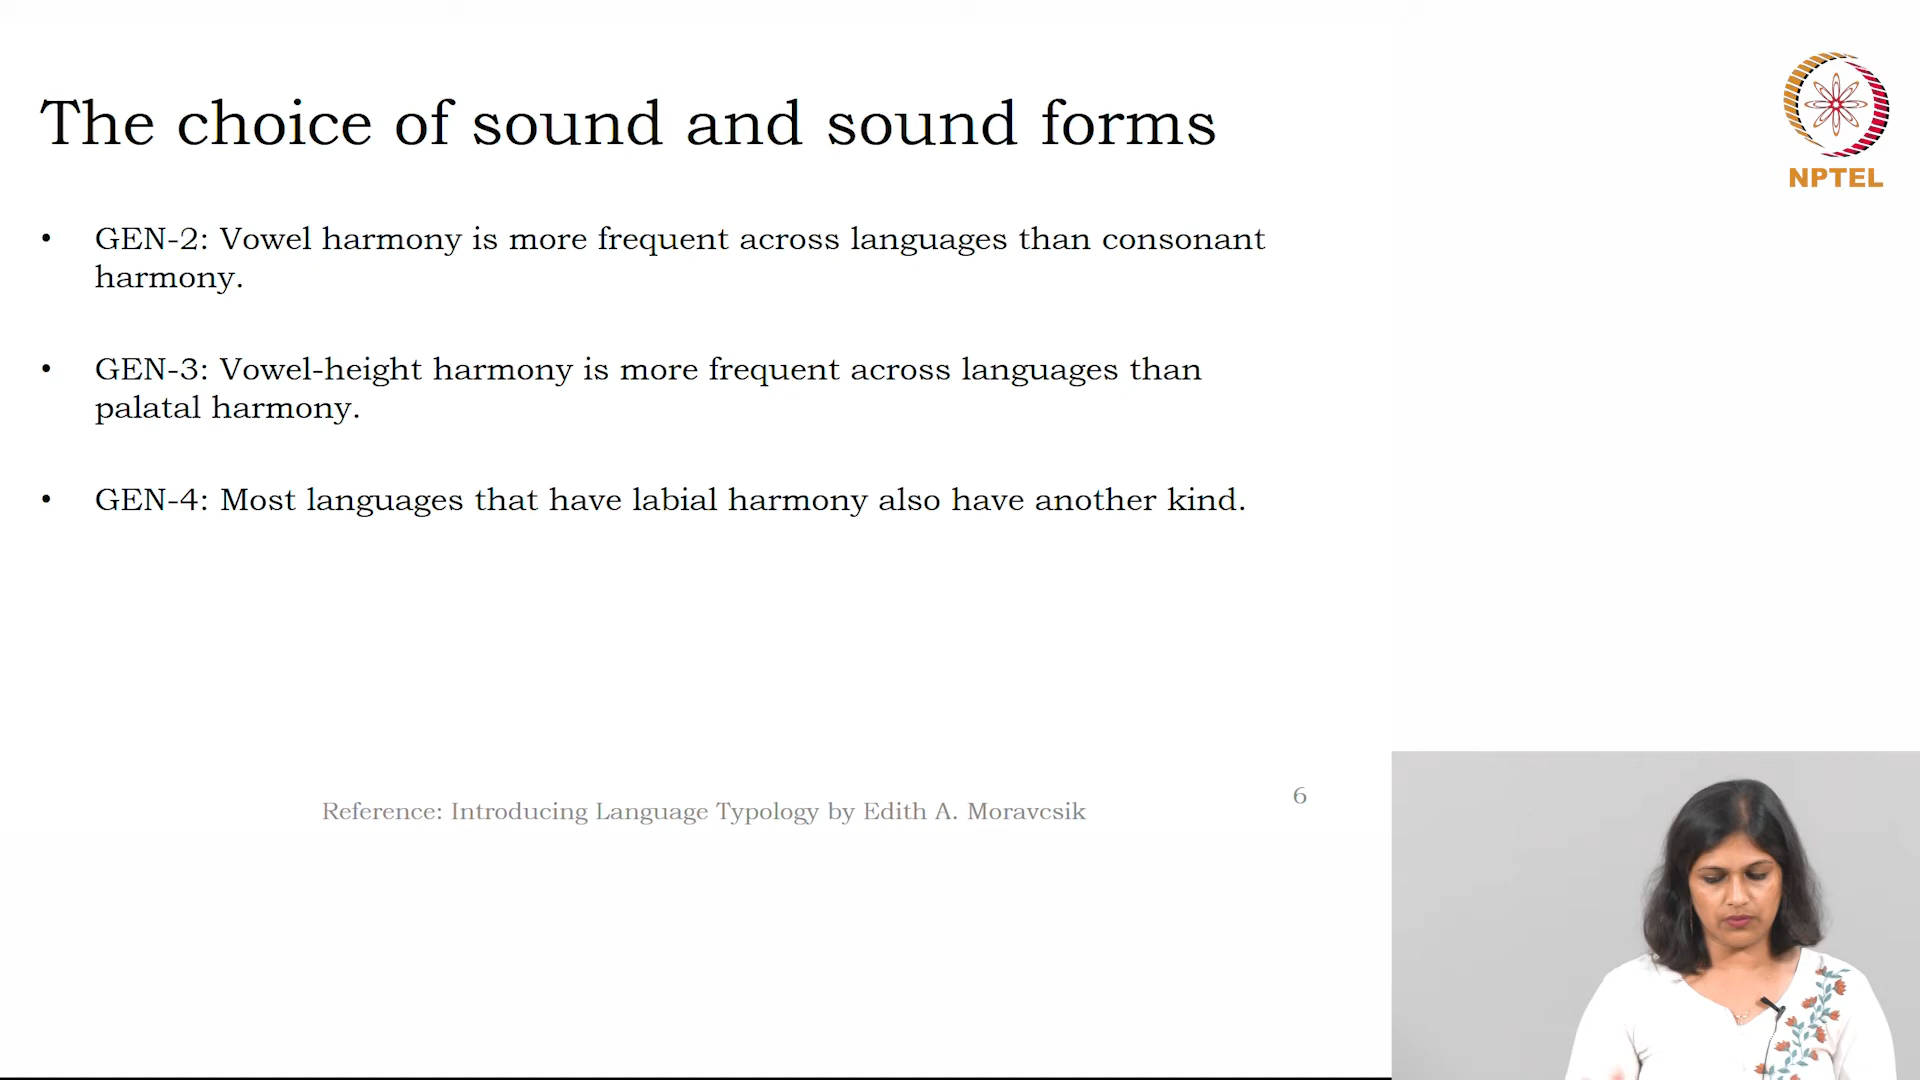 The choice of sound and sound forms
NPTEL
• GEN-2: Vowel harmony is more frequent across languages than consonant
harmony.
• GEN-3: Vowel-height harmony is more frequent across languages than
palatal harmony.
• GEN-4: Most languages that have labial harmony also have another kind.
6
Reference: Introducing Language Typology by Edith A. Moravcsik